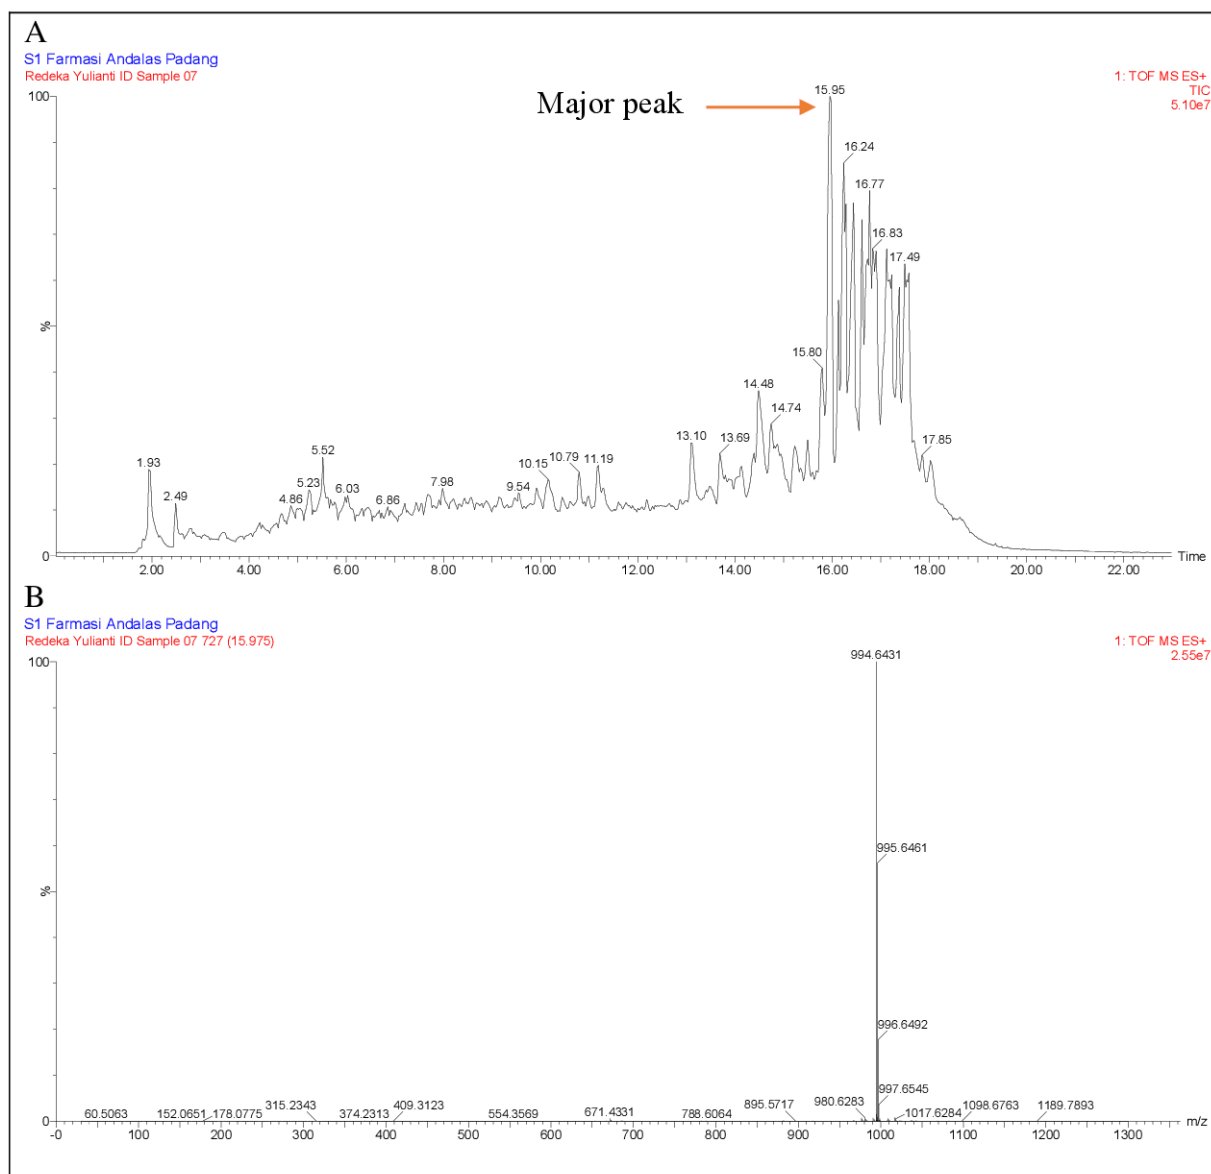 A
S1 Farmasi Andalas Padang
Redeka Yulianti ID Sample 07
1: TOF MS ES+
TIC
5.10e7
100
Major peak
15.95
16.24
16.77
16.83
17.49
15.80
14.48
14.74
13.10
13.69
17.85
1.93
2.49
4.86
5.23
5.52
6.03
6.86
7.98
9.54
10.15
10.79
11.19
%
0
2.00 4.00 6.00 8.00 10.00 12.00 14.00 16.00 18.00 20.00 22.00
Time
B
S1 Farmasi Andalas Padang
Redeka Yulianti ID Sample 07 727 (15.975)
1: TOF MS ES+
2.55e7
100
994.6431
995.6461
%
996.6492
997.6545
60.5063
152.0651
178.0775
315.2343
374.2313
409.3123
554.3569
671.4331
788.6064
895.5717
980.6283
1017.6284
1098.6763
1189.7893
0
-0 100 200 300 400 500 600 700 800 900 1000 1100 1200 1300
m/z